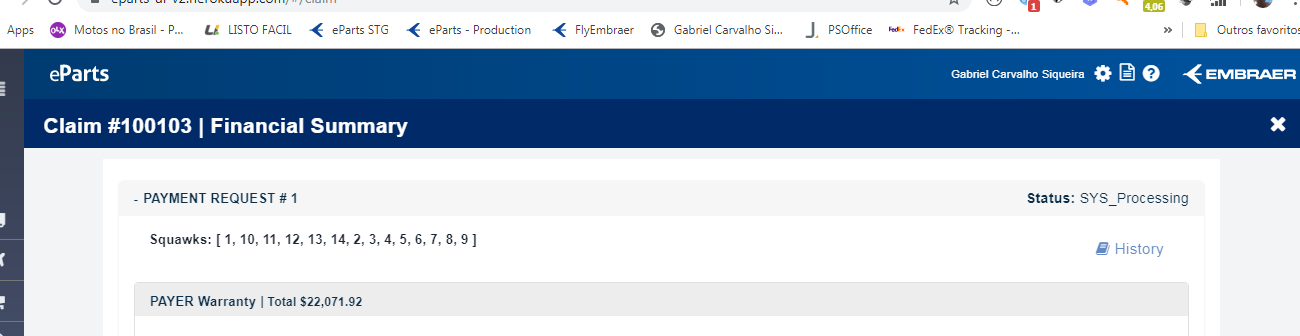 eparts-dr-v2.herokuapp.com/#/claim
1
4,06
Apps
OLX
Motos no Brasil - P...
LISTO FACIL
eParts STG
eParts - Production
FlyEmbraer
Gabriel Carvalho Si...
PSOffice
FedEx
FedEx® Tracking -...
»
Outros favoritos
eParts
Gabriel Carvalho Siqueira
EMBRAER
Claim #100103 | Financial Summary
- PAYMENT REQUEST # 1
Status: SYS_Processing
Squawks: [ 1, 10, 11, 12, 13, 14, 2, 3, 4, 5, 6, 7, 8, 9 ]
History
PAYER Warranty | Total $22,071.92